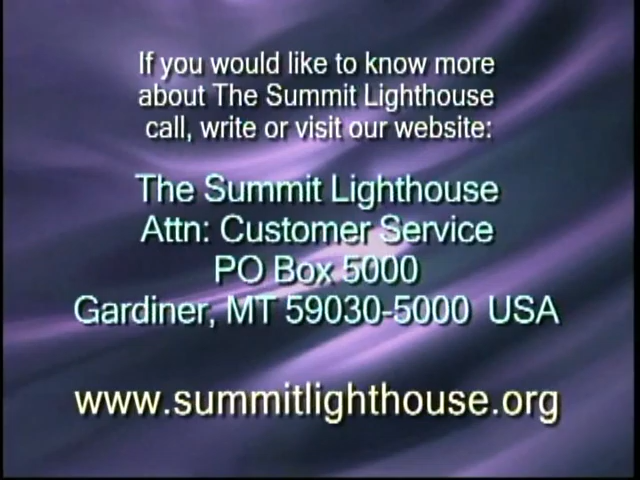 If you would like to know more
about The Summit Lighthouse
call, write or visit our website:
The Summit Lighthouse
Attn: Customer Service
PO Box 5000
Gardiner, MT 59030-5000 USA
www.summitlighthouse.org